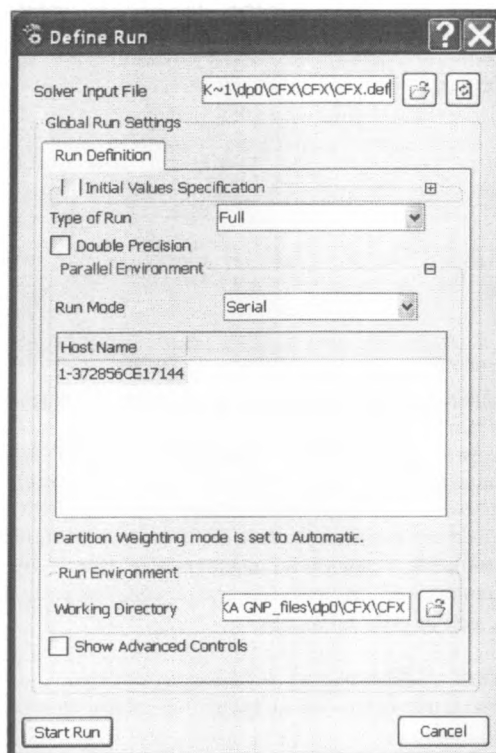 Define Run
Solver Input File K~1\dp0\CFX\CFX\CFX.def
Global Run Settings
Run Definition
Initial Values Specification
Type of Run Full
Double Precision
Parallel Environment
Run Mode Serial
Host Name
1-372856CE17144
Partition Weighting mode is set to Automatic.
Run Environment
Working Directory KA GNP_files\dp0\CFX\CFX
Show Advanced Controls
Start Run Cancel